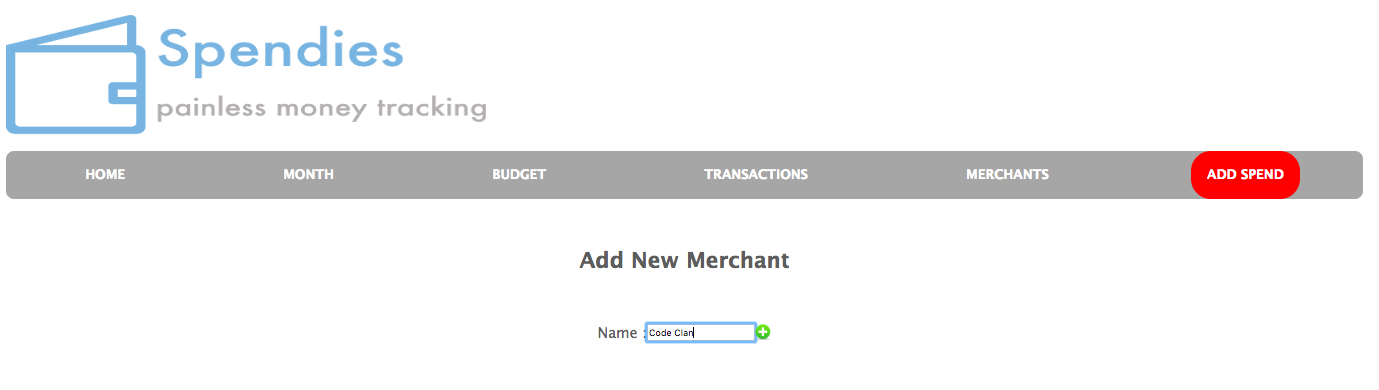 Spendies
painless money tracking
HOME MONTH BUDGET TRANSACTIONS MERCHANTS ADD SPEND
Add New Merchant
Name : Code Clan